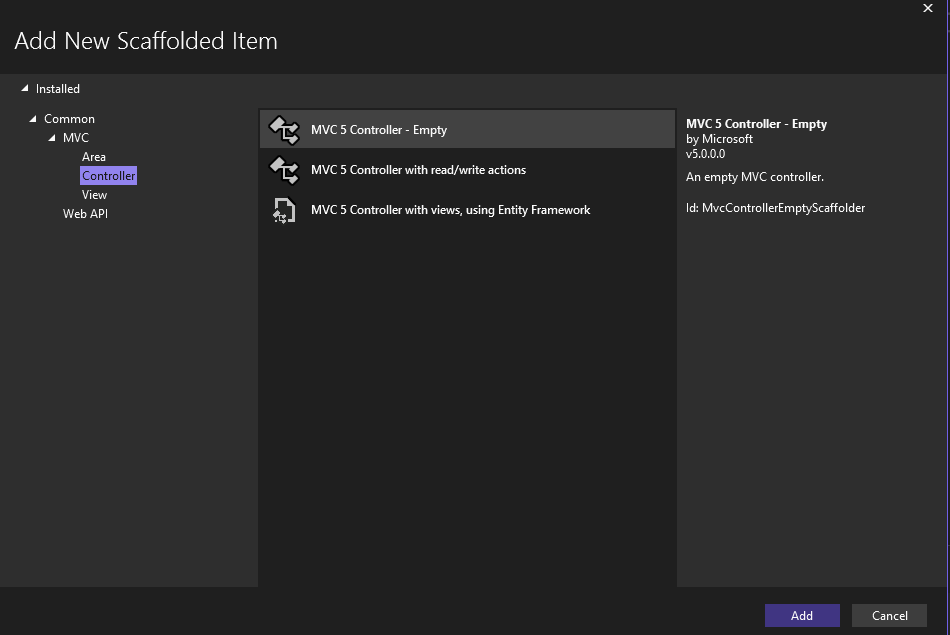 Add New Scaffolded Item
Installed
Common
MVC
Area
Controller
View
Web API
MVC 5 Controller - Empty
MVC 5 Controller with read/write actions
MVC 5 Controller with views, using Entity Framework
MVC 5 Controller - Empty
by Microsoft
v5.0.0.0
An empty MVC controller.
Id: MvcControllerEmptyScaffolder
Add
Cancel